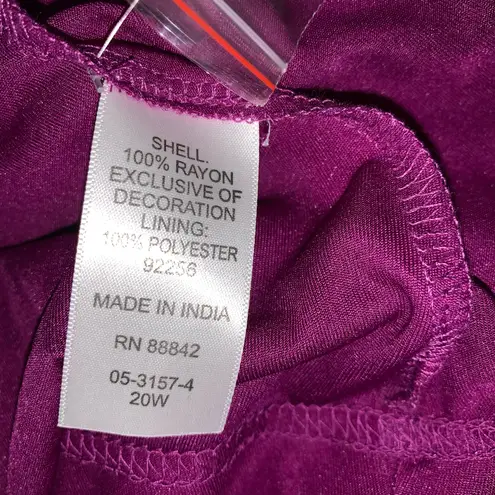 SHELL.
100% RAYON
EXCLUSIVE OF
DECORATION
LINING:
100% POLYESTER
92256
MADE IN INDIA
RN 88842
05-3157-4
20W